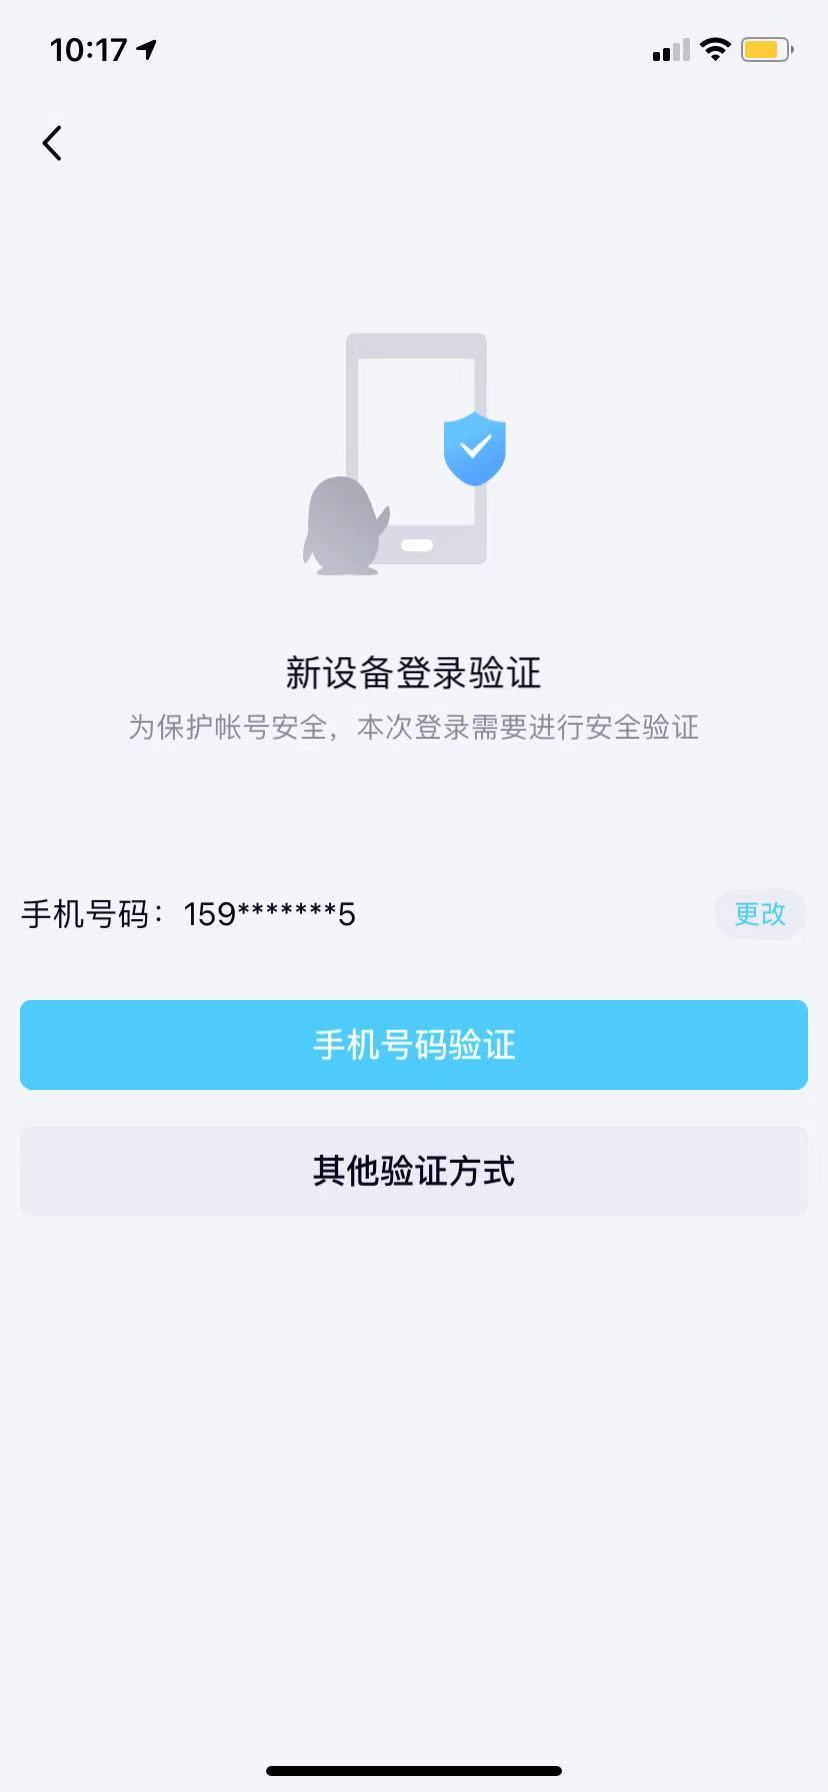 10:17
新设备登录验证
为保护帐号安全，本次登录需要进行安全验证
手机号码：159*******5
更改
手机号码验证
其他验证方式